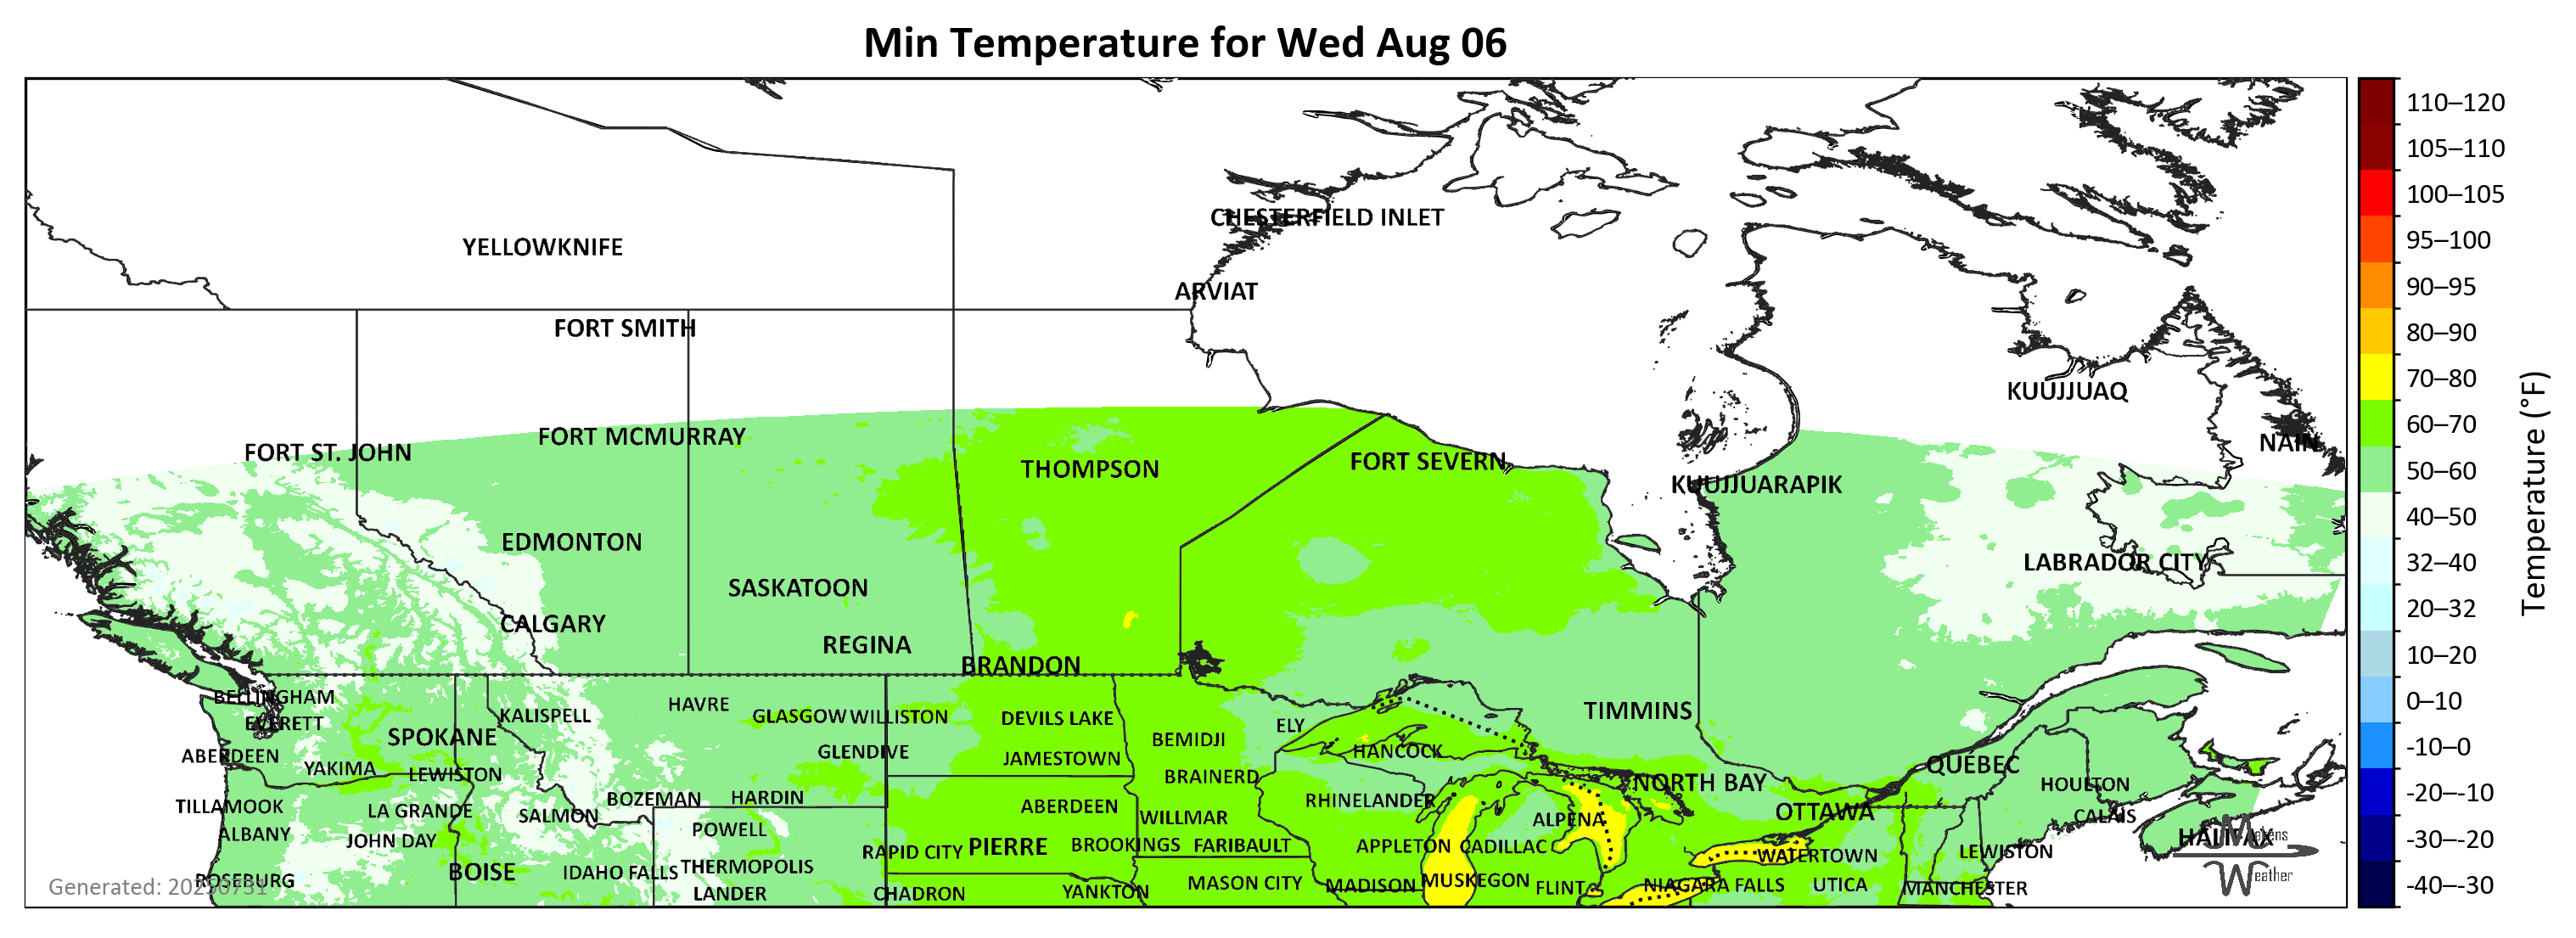 Min Temperature for Wed Aug 06
CHESTERFIELD INLET
YELLOWKNIFE
ARVIAT
FORT SMITH
KUUJJUAQ
FORT MCMURRAY
NAIN
FORT ST. JOHN
THOMPSON
FORT SEVERN
KUUJJUARAPIK
EDMONTON
LABRADOR CITY
SASKATOON
CALGARY
REGINA
BRANDON
BELLINGHAM
HAVRE
KALISPELL
GLASGOW
WILLISTON
DEVILS LAKE
TIMMINS
EVERETT
ELY
SPOKANE
BEMIDJI
ABERDEEN
GLENDIVE
JAMESTOWN
HANCOCK
QUÉBEC
YAKIMA
LEWISTON
BRAINERD
NORTH BAY
HOULTON
BOZEMAN
HARDIN
RHINELANDER
TILLAMOOK
LA GRANDE
SALMON
ABERDEEN
WILLMAR
ALPENA
OTTAWA
CALAIS
ALBANY
JOHN DAY
POWELL
HALIFAX
RAPID CITY
PIERRE
BROOKINGS
FARIBAULT
APPLETON
CADILLAC
WATERTOWN
LEWISTON
BOISE
IDAHO FALLS
THERMOPOLIS
ROSEBURG
LANDER
CHADRON
YANKTON
MASON CITY
MADISON
MUSKEGON
FLINT
NIAGARA FALLS
UTICA
MANCHESTER
Generated: 20250731
Makens
Weather
110–120
105–110
100–105
95–100
90–95
80–90
70–80
60–70
50–60
40–50
32–40
20–32
10–20
0–10
-10–0
-20–-10
-30–-20
-40–-30
Temperature (°F)